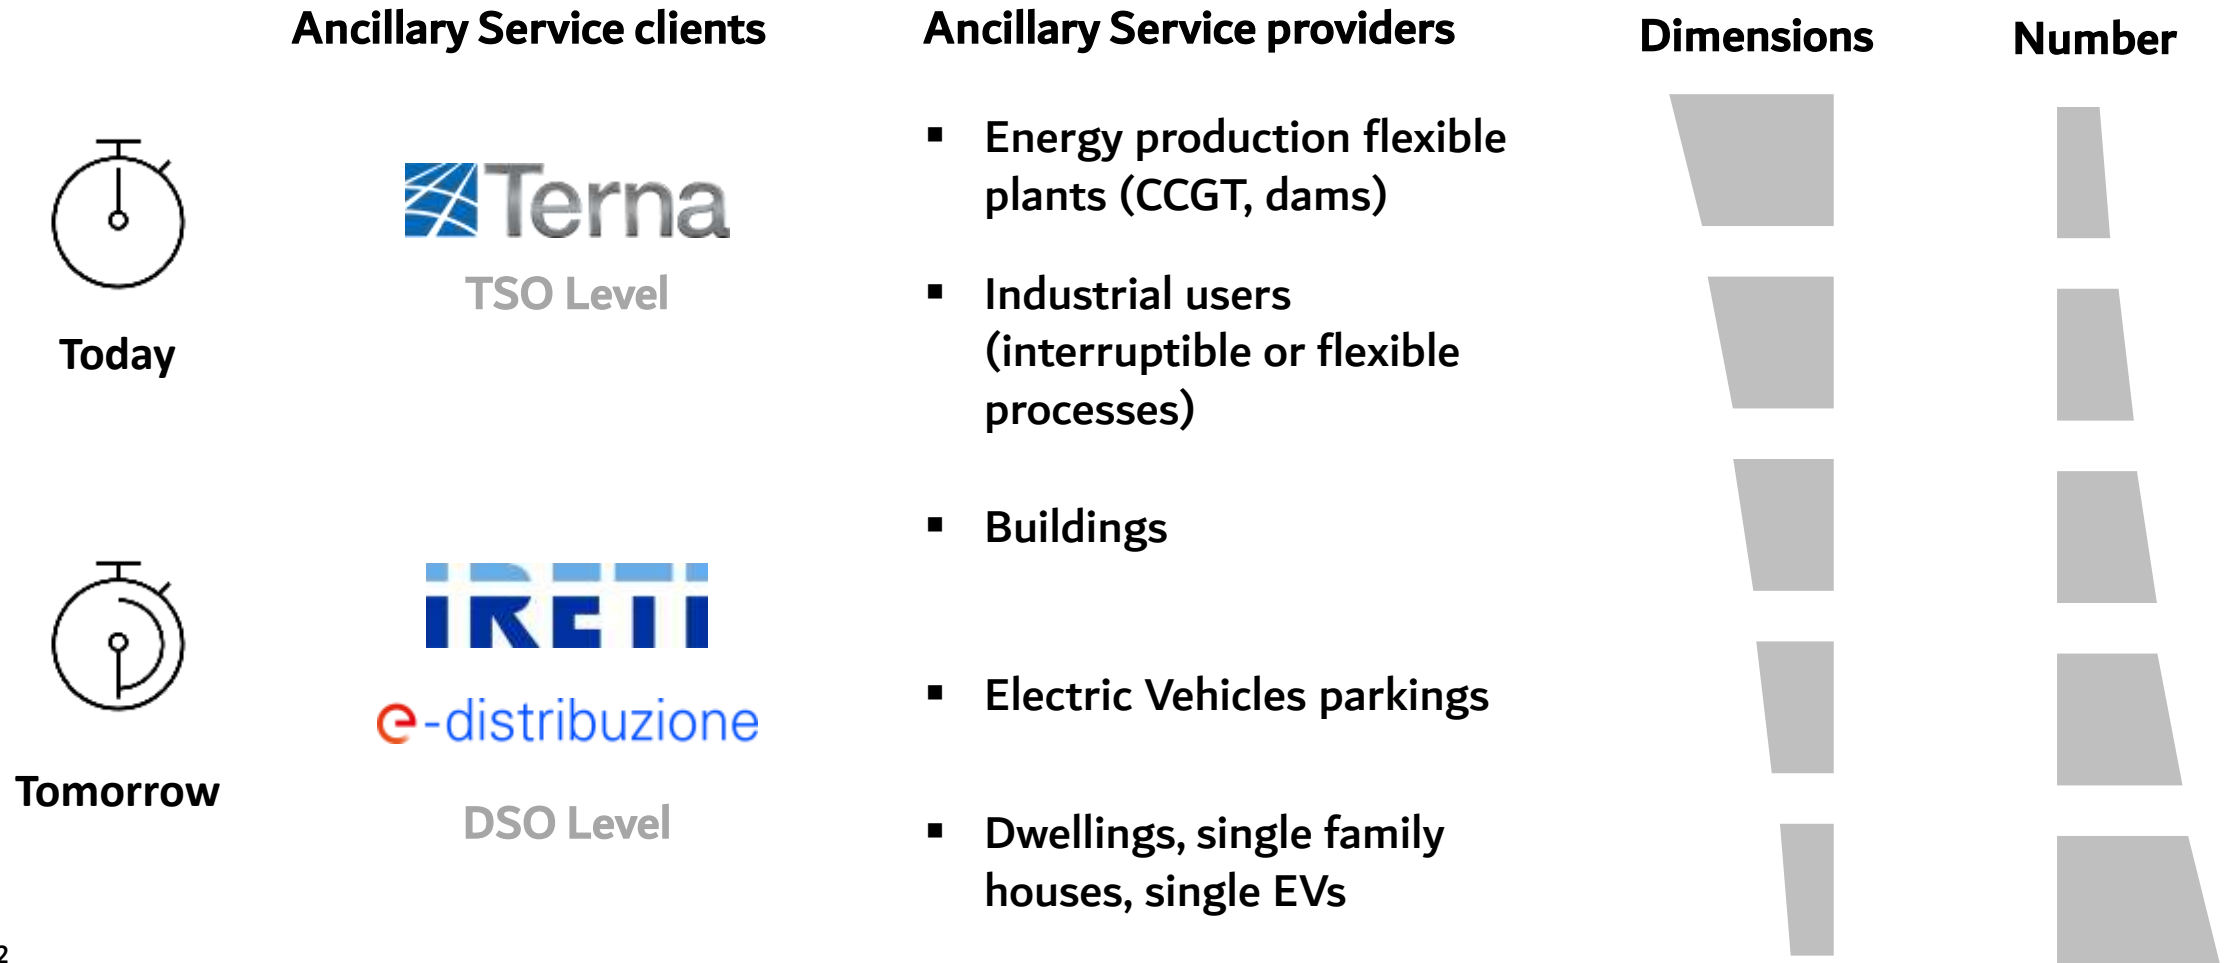 Ancillary Service clients
Ancillary Service providers
Dimensions
Number
Today
Terna
TSO Level
▪ Energy production flexible
plants (CCGT, dams)
▪ Industrial users
(interruptible or flexible
processes)
▪ Buildings
Tomorrow
iRETI
e-distribuzione
DSO Level
▪ Electric Vehicles parkings
▪ Dwellings, single family
houses, single EVs
2